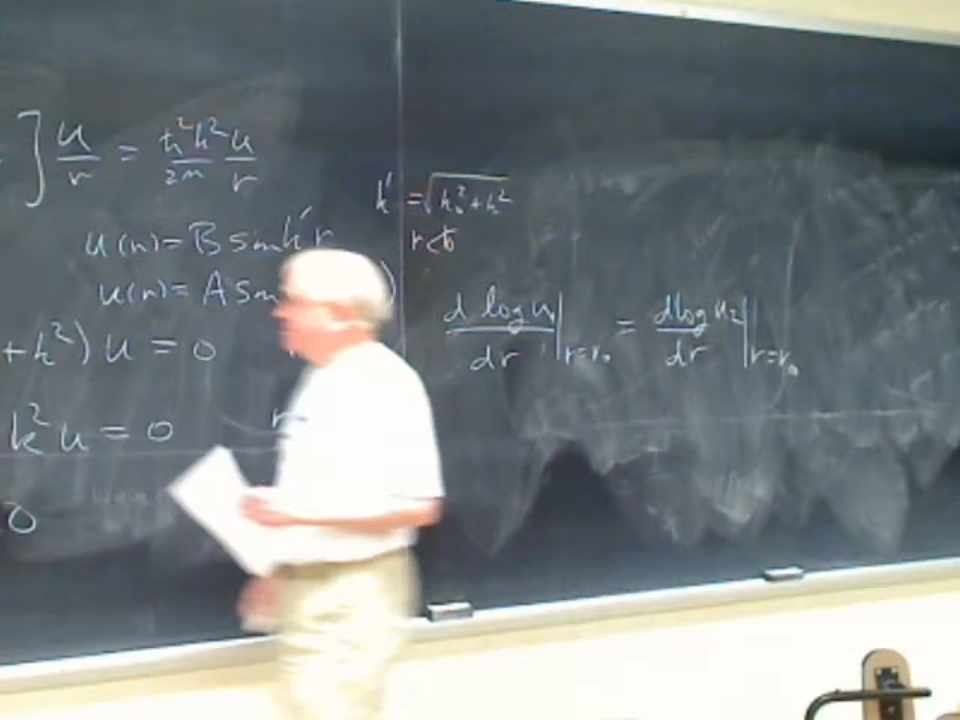 ] u/r = ħ²k²/2m u/r
k' = √(k₀² + k²)
u(r) = B sin k'r
r <
u(r) = A sin )
d log u₁/dr |r=r₀ = d log u₂/dr |r=r₀
+ k²) u = 0
k² u = 0 r
0